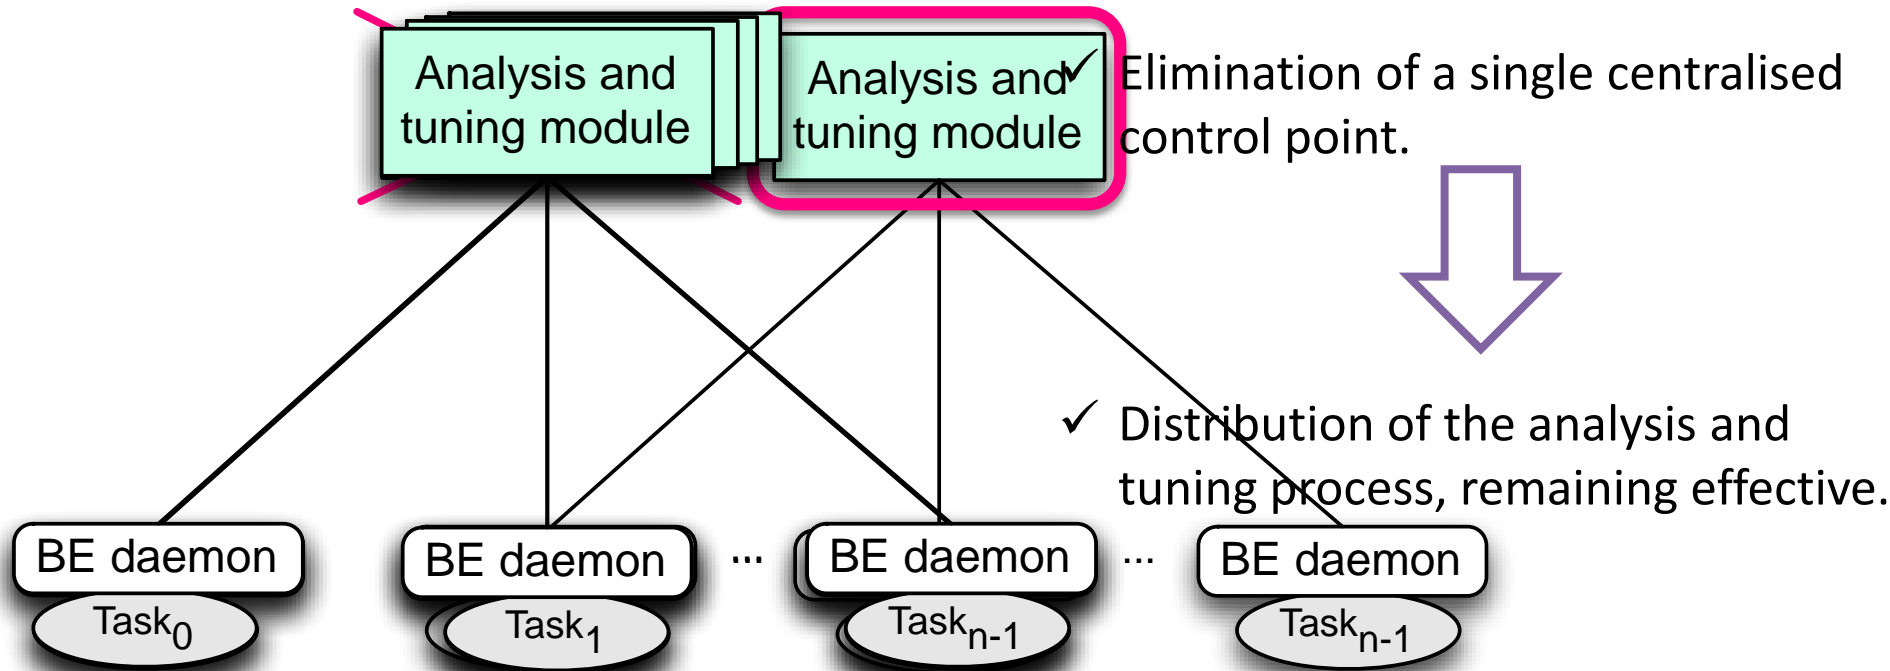 Analysis and
tuning module
Analysis and
tuning module
✓ Elimination of a single centralised
control point.
✓ Distribution of the analysis and
tuning process, remaining effective.
BE daemon
BE daemon
...
BE daemon
...
BE daemon
Task0
Task1
Taskn-1
Taskn-1